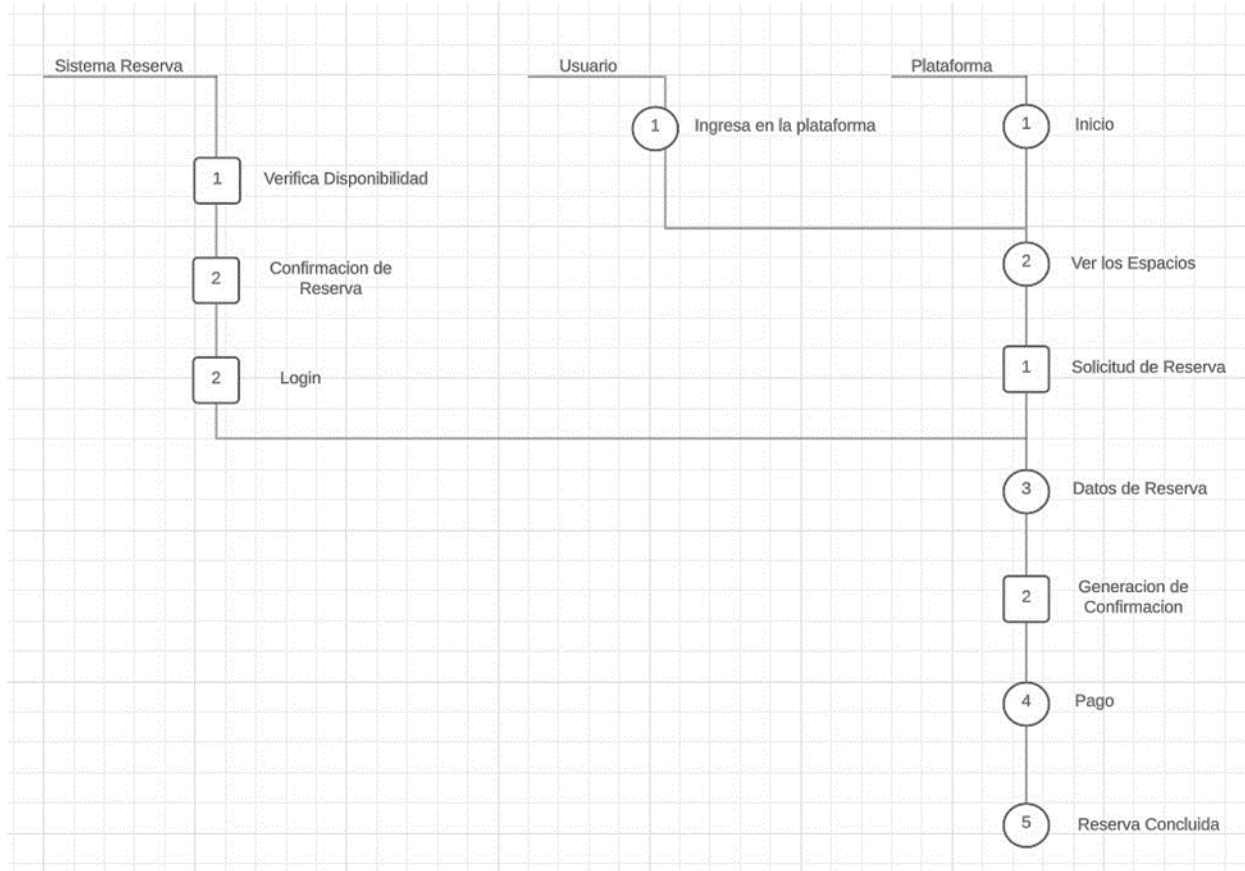 Sistema Reserva
Usuario
Plataforma
1
Ingresa en la plataforma
1
Inicio
1
Verifica Disponibilidad
2
Ver los Espacios
2
Confirmacion de
Reserva
1
Solicitud de Reserva
2
Login
3
Datos de Reserva
2
Generacion de
Confirmacion
4
Pago
5
Reserva Concluida